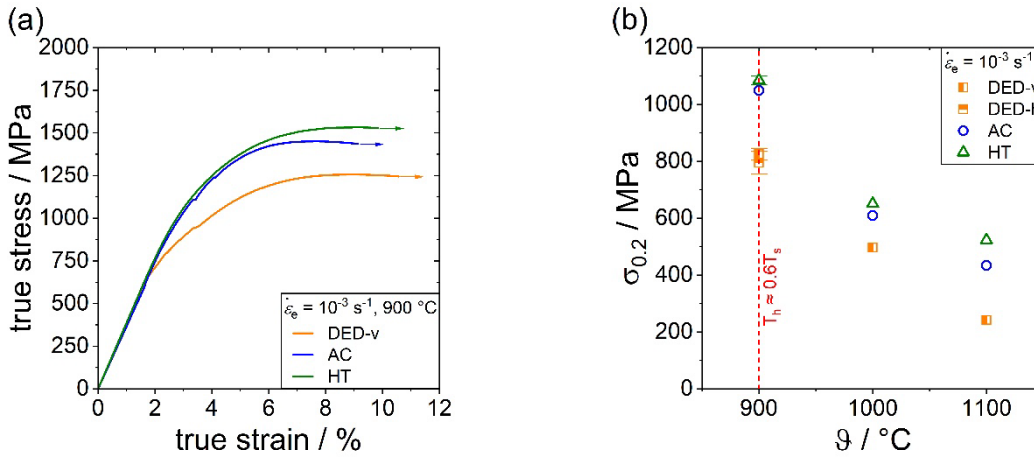 (a)
2000
1750
1500
1250
1000
750
500
250
0
true stress / MPa
0 2 4 6 8 10 12
true strain / %
ε̇e = 10-3 s-1, 900 °C
DED-v
AC
HT
(b)
1200
1000
800
600
400
200
0
σ0.2 / MPa
900 1000 1100
ϑ / °C
Th ≈ 0.6Ts
ε̇e = 10-3 s-1
DED-v
DED-
AC
HT